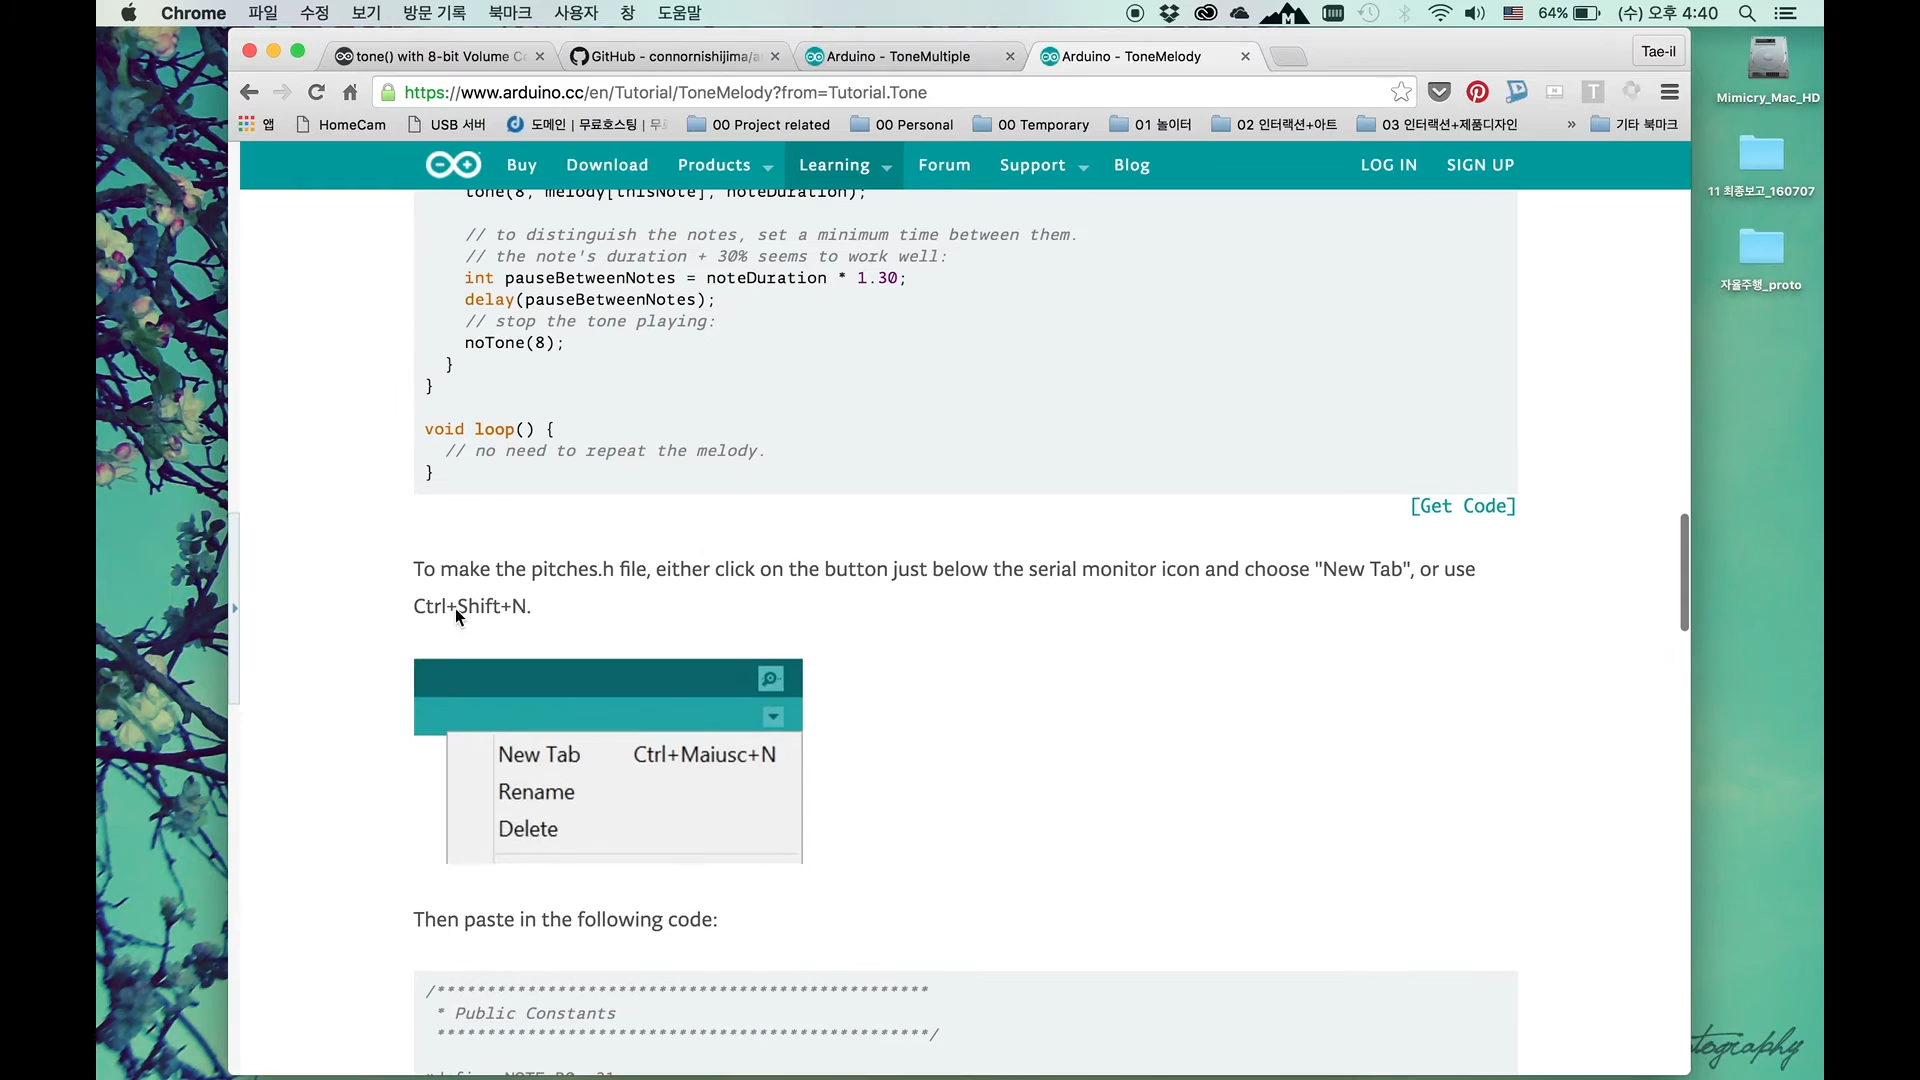 Chrome 파일 수정 보기 방문 기록 북마크 사용자 창 도움말 64% (수) 오후 4:40
tone() with 8-bit Volume Co GitHub - connornishijima/ar Arduino - ToneMultiple Arduino - ToneMelody Tae-il
https://www.arduino.cc/en/Tutorial/ToneMelody?from=Tutorial.Tone
앱 HomeCam USB 서버 도메인 | 무료호스팅 | 무료 00 Project related 00 Personal 00 Temporary 01 놀이터 02 인터랙션+아트 03 인터랙션+제품디자인 » 기타 북마크
Buy Download Products Learning Forum Support Blog LOG IN SIGN UP
tone(8, melody[thisNote], noteDuration);
// to distinguish the notes, set a minimum time between them.
// the note's duration + 30% seems to work well:
int pauseBetweenNotes = noteDuration * 1.30;
delay(pauseBetweenNotes);
// stop the tone playing:
noTone(8);
}
}
void loop() {
// no need to repeat the melody.
}
[Get Code]
To make the pitches.h file, either click on the button just below the serial monitor icon and choose "New Tab", or use
Ctrl+Shift+N.
New Tab Ctrl+Maiusc+N
Rename
Delete
Then paste in the following code:
/*************************************************
* Public Constants
*************************************************/
Mimicry_Mac_HD
11 최종보고_160707
자율주행_proto
tography